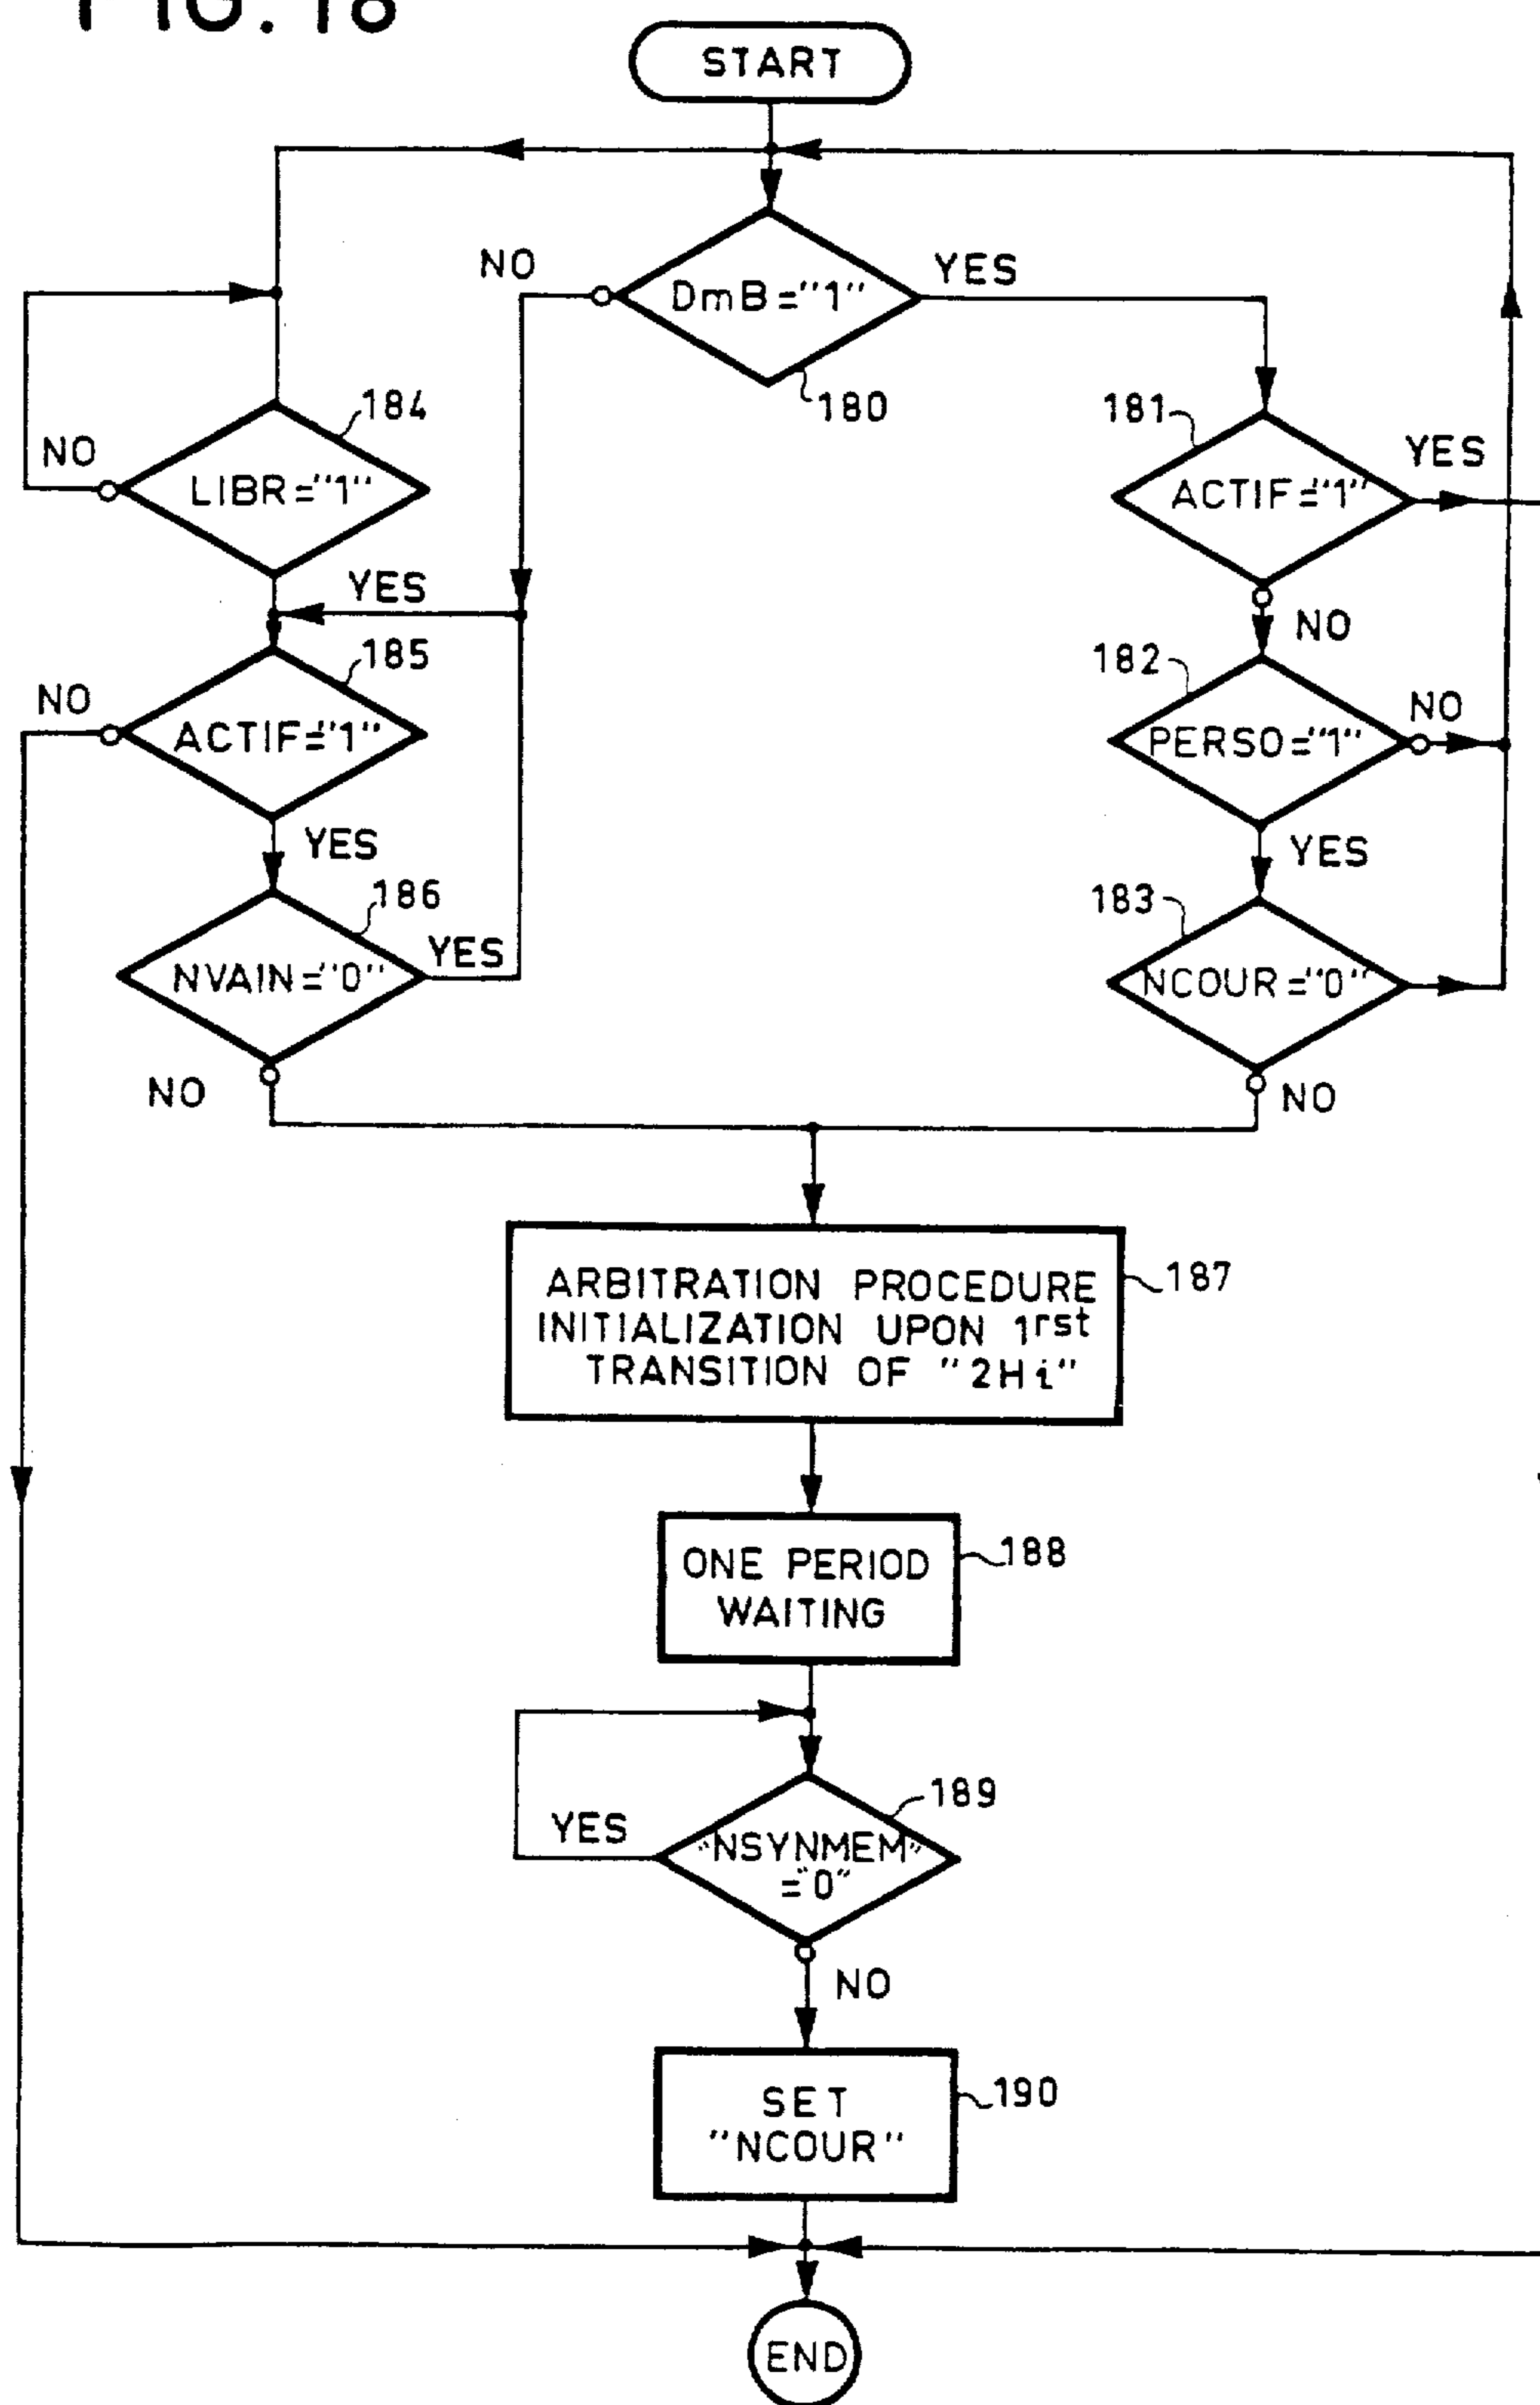 FIG. 18
START
NO
DmB="1"
YES
180
184
NO
LIBR="1"
181
ACTIF="1"
YES
YES
NO
185
NO
ACTIF="1"
182
PERSO="1"
NO
YES
YES
186
NVAIN="0"
YES
183
NCOUR="0"
NO
NO
ARBITRATION PROCEDURE
INITIALIZATION UPON 1rst
TRANSITION OF "2Hi"
187
ONE PERIOD
WAITING
188
189
YES
"NSYNMEM"
="0"
NO
SET
"NCOUR"
190
END